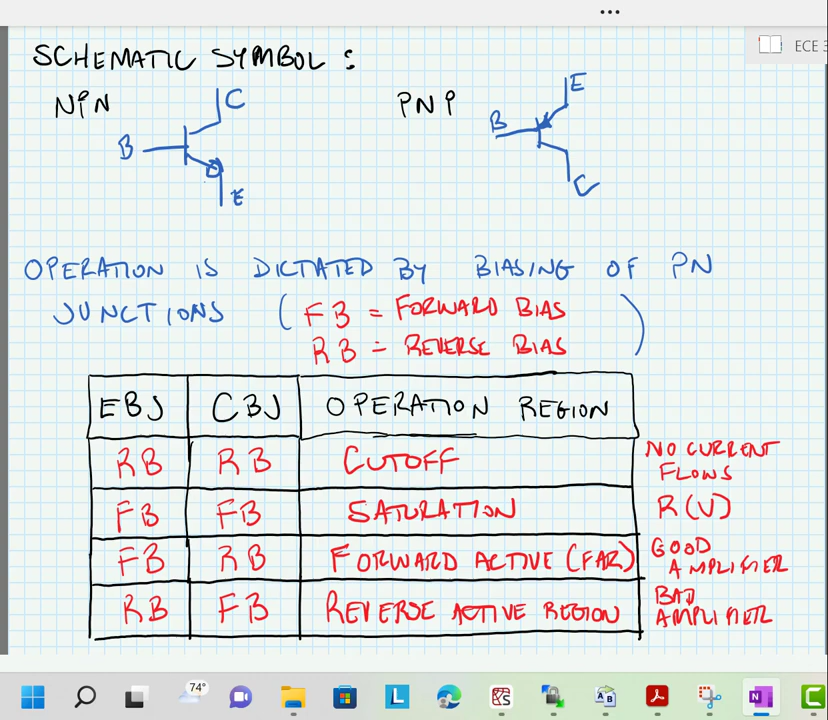 ECE 3
SCHEMATIC SYMBOL :
NPN
C
B
E
PNP
E
B
C
OPERATION IS DICTATED BY BIASING OF PN
JUNCTIONS ( FB = FORWARD BIAS
RB = REVERSE BIAS )
EBJ CBJ OPERATION REGION
RB RB CUTOFF NO CURRENT FLOWS
FB FB SATURATION R(V)
FB RB FORWARD ACTIVE (FAR) GOOD AMPLIFIER
RB FB REVERSE ACTIVE REGION BAD AMPLIFIER
74°